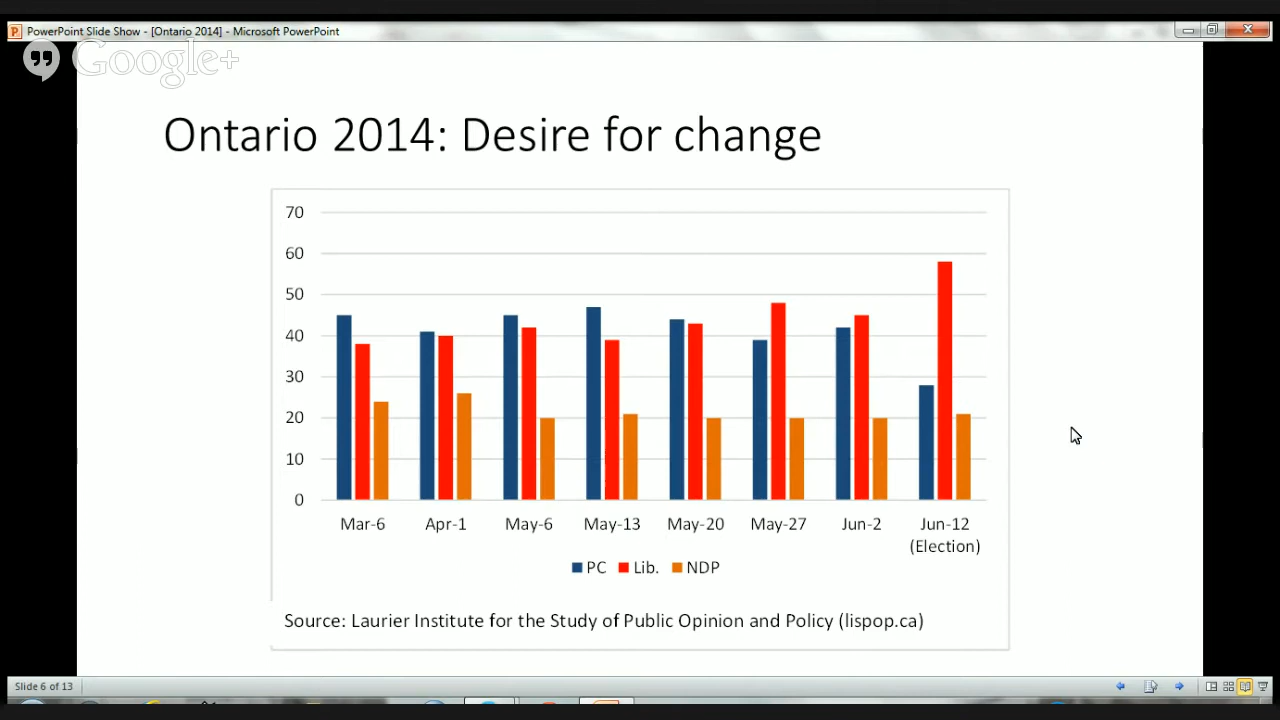 PowerPoint Slide Show - [Ontario 2014] - Microsoft PowerPoint
Google+
Ontario 2014: Desire for change
70
60
50
40
30
20
10
0
Mar-6 Apr-1 May-6 May-13 May-20 May-27 Jun-2 Jun-12
(Election)
PC Lib. NDP
Source: Laurier Institute for the Study of Public Opinion and Policy (lispop.ca)
Slide 6 of 13